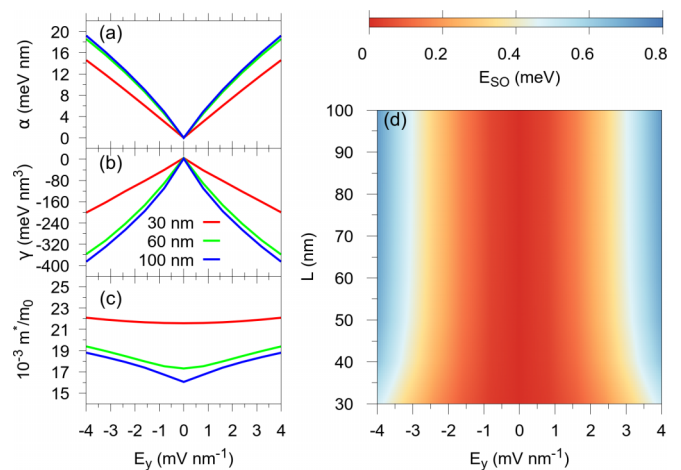 (a)
α (meV nm)
20
16
12
8
4
0
(b)
γ (meV nm³)
0
-80
-160
-240
-320
-400
30 nm
60 nm
100 nm
(c)
10⁻³ m*/m₀
25
23
21
19
17
15
-4 -3 -2 -1 0 1 2 3 4
E_y (mV nm⁻¹)
0 0.2 0.4 0.6 0.8
E_SO (meV)
(d)
L (nm)
100
90
80
70
60
50
40
30
-4 -3 -2 -1 0 1 2 3 4
E_y (mV nm⁻¹)